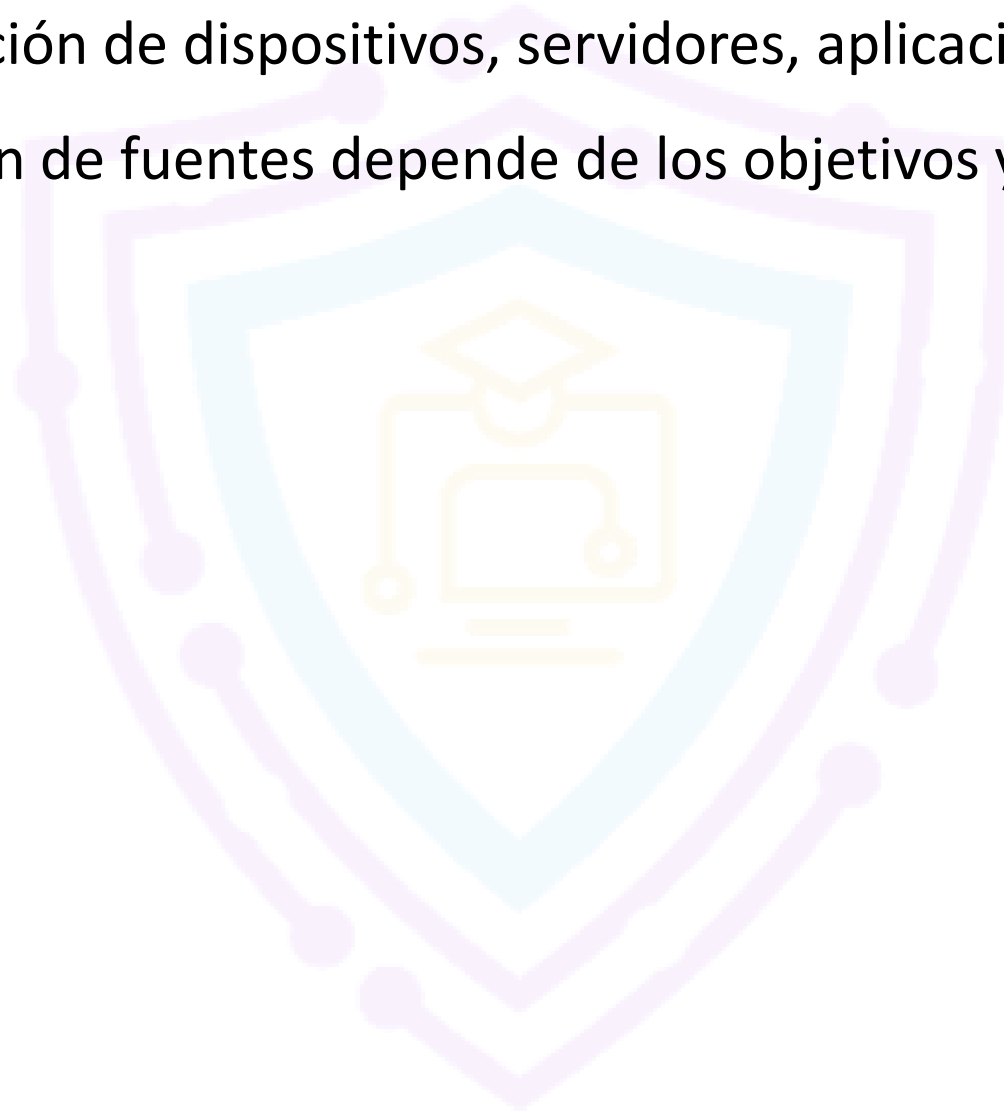 ción de dispositivos, servidores, aplicaci
n de fuentes depende de los objetivos y